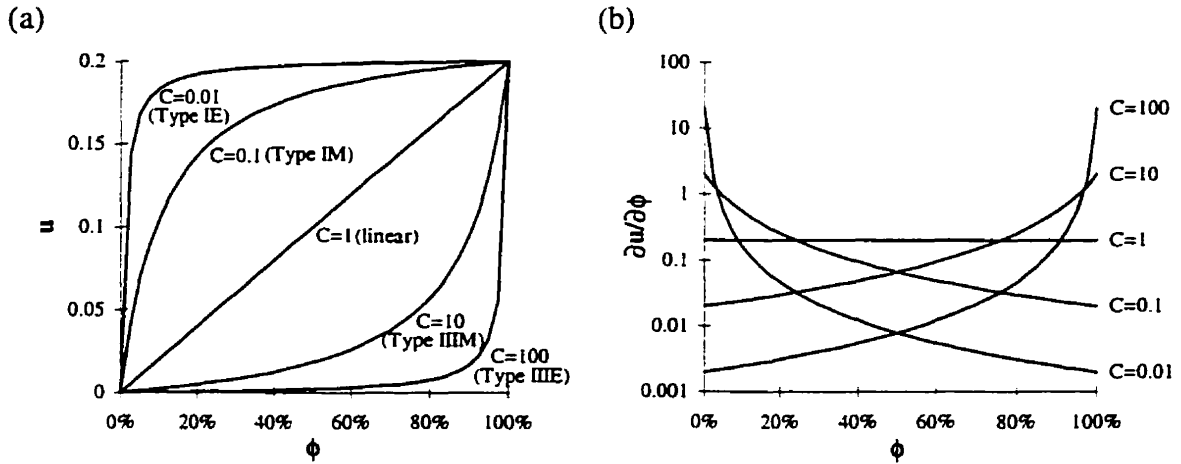 (a)
0.2
0.15
0.1
0.05
0
u
C=0.01
(Type IE)
C=0.1 (Type IM)
C=1 (linear)
C=10
(Type IIIM)
C=100
(Type IIIE)
0% 20% 40% 60% 80% 100%
ϕ
(b)
100
10
1
0.1
0.01
0.001
∂u/∂ϕ
C=100
C=10
C=1
C=0.1
C=0.01
0% 20% 40% 60% 80% 100%
ϕ